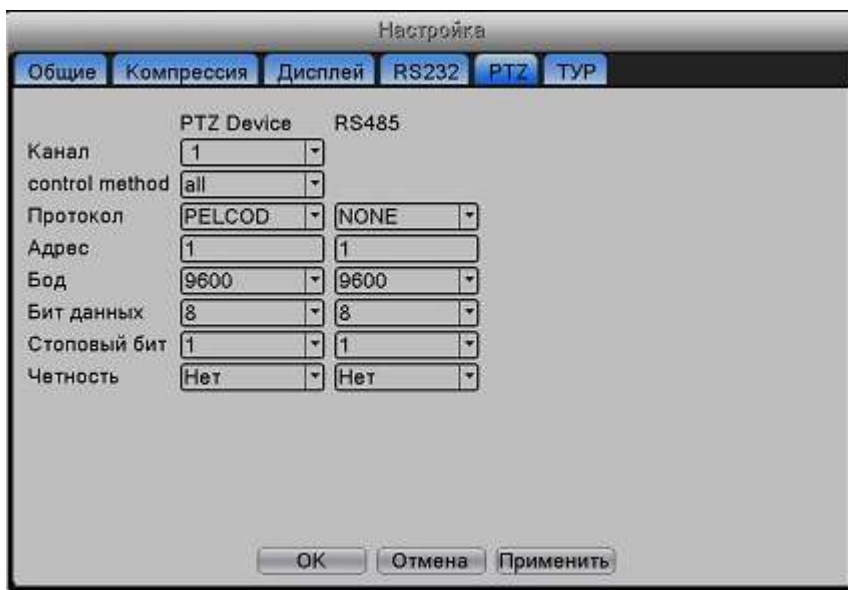 Настройка
Общие Компрессия Дисплей RS232 PTZ ТУР
PTZ Device RS485
Канал 1
control method all
Протокол PELCOD NONE
Адрес 1 1
Бод 9600 9600
Бит данных 8 8
Стоповый бит 1 1
Четность Нет Нет
OK Отмена Применить